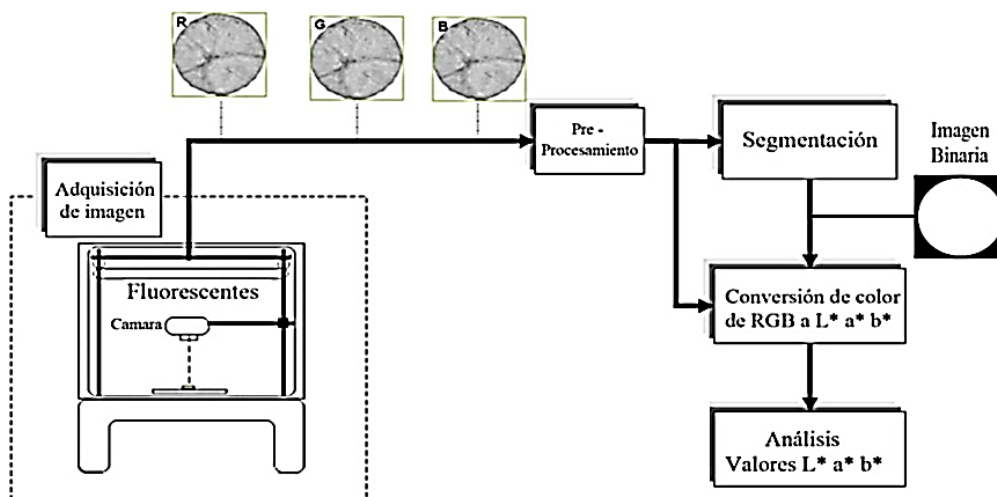 R
G
B
Adquisición
de imagen
Fluorescentes
Camara
Pre -
Procesamiento
Segmentación
Imagen
Binaria
Conversión de color
de RGB a L* a* b*
Análisis
Valores L* a* b*